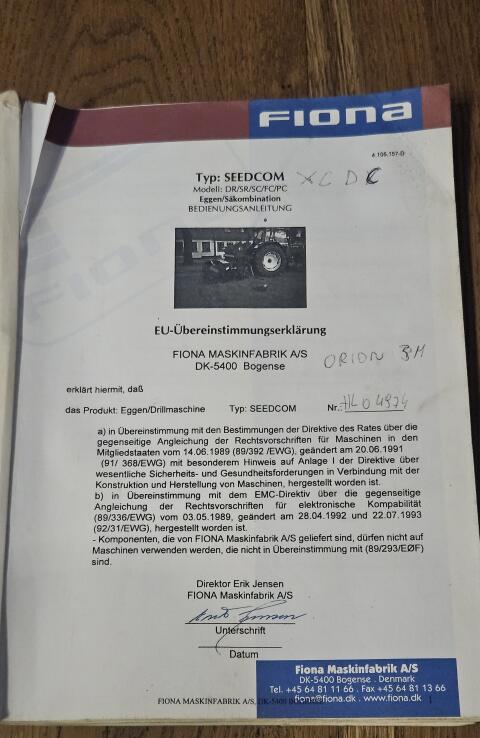 FIONA
4.106.157-D
Typ: SEEDCOM XCDC
Modell: DR/SR/SC/FC/PC
Eggen/Säkombination
BEDIENUNGSANLEITUNG
EU-Übereinstimmungserklärung
FIONA MASKINFABRIK A/S
DK-5400 Bogense
ORION 3M
erklärt hiermit, daß
das Produkt: Eggen/Drillmaschine Typ: SEEDCOM Nr.:
a) in Übereinstimmung mit den Bestimmungen der Direktive des Rates über die
gegenseitige Angleichung der Rechtsvorschriften für Maschinen in den
Mitgliedstaaten vom 14.06.1989 (89/392 /EWG), geändert am 20.06.1991
(91/ 368/EWG) mit besonderem Hinweis auf Anlage I der Direktive über
wesentliche Sicherheits- und Gesundheitsforderungen in Verbindung mit der
Konstruktion und Herstellung von Maschinen, hergestellt worden ist.
b) in Übereinstimmung mit dem EMC-Direktiv über die gegenseitige
Angleichung der Rechtsvorschriften für elektronische Kompabilität
(89/336/EWG) vom 03.05.1989, geändert am 28.04.1992 und 22.07.1993
(92/31/EWG), hergestellt worden ist.
- Komponenten, die von FIONA MASKINFABRIK A/S geliefert sind, dürfen nicht auf
Maschinen verwenden werden, die nicht in Übereinstimmung mit (89/293/EØF)
sind.
Direktor Erik Jensen
FIONA Maskinfabrik A/S
Unterschrift
Datum
Fiona Maskinfabrik A/S
DK-5400 Bogense . Denmark
Tel. +45 64 81 11 66 . Fax +45 64 81 13 66
fiona@fiona.dk . www.fiona.dk
FIONA MASKINFABRIK A/S, DK-5400 BOGENSE 1